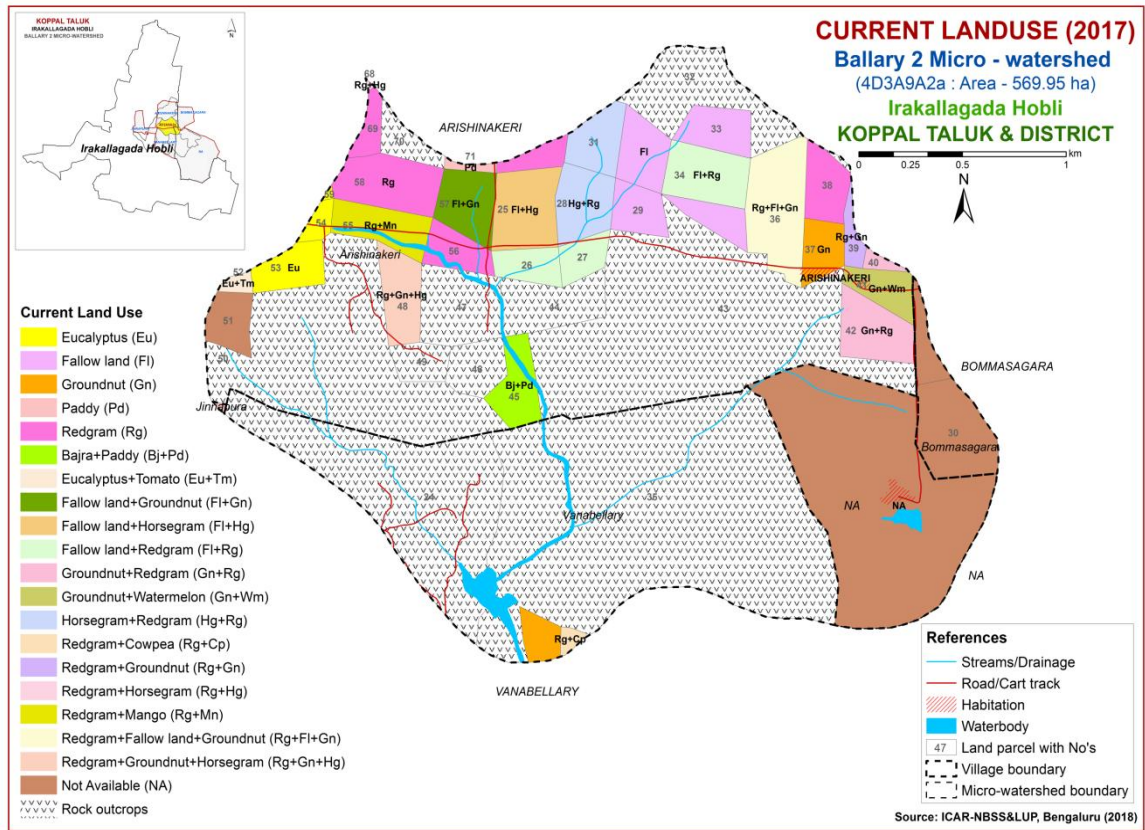 KOPPAL TALUK
IRAKALLAGADA HOBLI
BALLARY 2 MICRO-WATERSHED
N
Irakallagada Hobli
CURRENT LANDUSE (2017)
Ballary 2 Micro - watershed
(4D3A9A2a : Area - 569.95 ha)
Irakallagada Hobli
KOPPAL TALUK & DISTRICT
0 0.25 0.5 1
km
N
68
Rg+Hg
69
70
ARISHINAKERI
32
33
31
71
Pd
Fl
58
Rg
34 Fl+Rg
38
59
57 Fl+Gn
25 Fl+Hg
28 Hg+Rg
29
Rg+Fl+Gn
36
54
55
Rg+Mn
56
37 Gn
Rg+Gn
39
40
Arishinakeri
26
27
53
Eu
52
Eu+Tm
ARISHINAKERI
41
Gn+Wm
Rg+Gn+Hg
48
47
44
43
51
42
Gn+Rg
50
49
46
Bj+Pd
45
BOMMASAGARA
Jinnapura
30
Bommasagara
24
35
Vanabellary
NA
NA
NA
Rg+Cp
VANABELLARY
Current Land Use
Eucalyptus (Eu)
Fallow land (Fl)
Groundnut (Gn)
Paddy (Pd)
Redgram (Rg)
Bajra+Paddy (Bj+Pd)
Eucalyptus+Tomato (Eu+Tm)
Fallow land+Groundnut (Fl+Gn)
Fallow land+Horsegram (Fl+Hg)
Fallow land+Redgram (Fl+Rg)
Groundnut+Redgram (Gn+Rg)
Groundnut+Watermelon (Gn+Wm)
Horsegram+Redgram (Hg+Rg)
Redgram+Cowpea (Rg+Cp)
Redgram+Groundnut (Rg+Gn)
Redgram+Horsegram (Rg+Hg)
Redgram+Mango (Rg+Mn)
Redgram+Fallow land+Groundnut (Rg+Fl+Gn)
Redgram+Groundnut+Horsegram (Rg+Gn+Hg)
Not Available (NA)
Rock outcrops
References
Streams/Drainage
Road/Cart track
Habitation
Waterbody
47 Land parcel with No's
Village boundary
Micro-watershed boundary
Source: ICAR-NBSS&LUP, Bengaluru (2018)